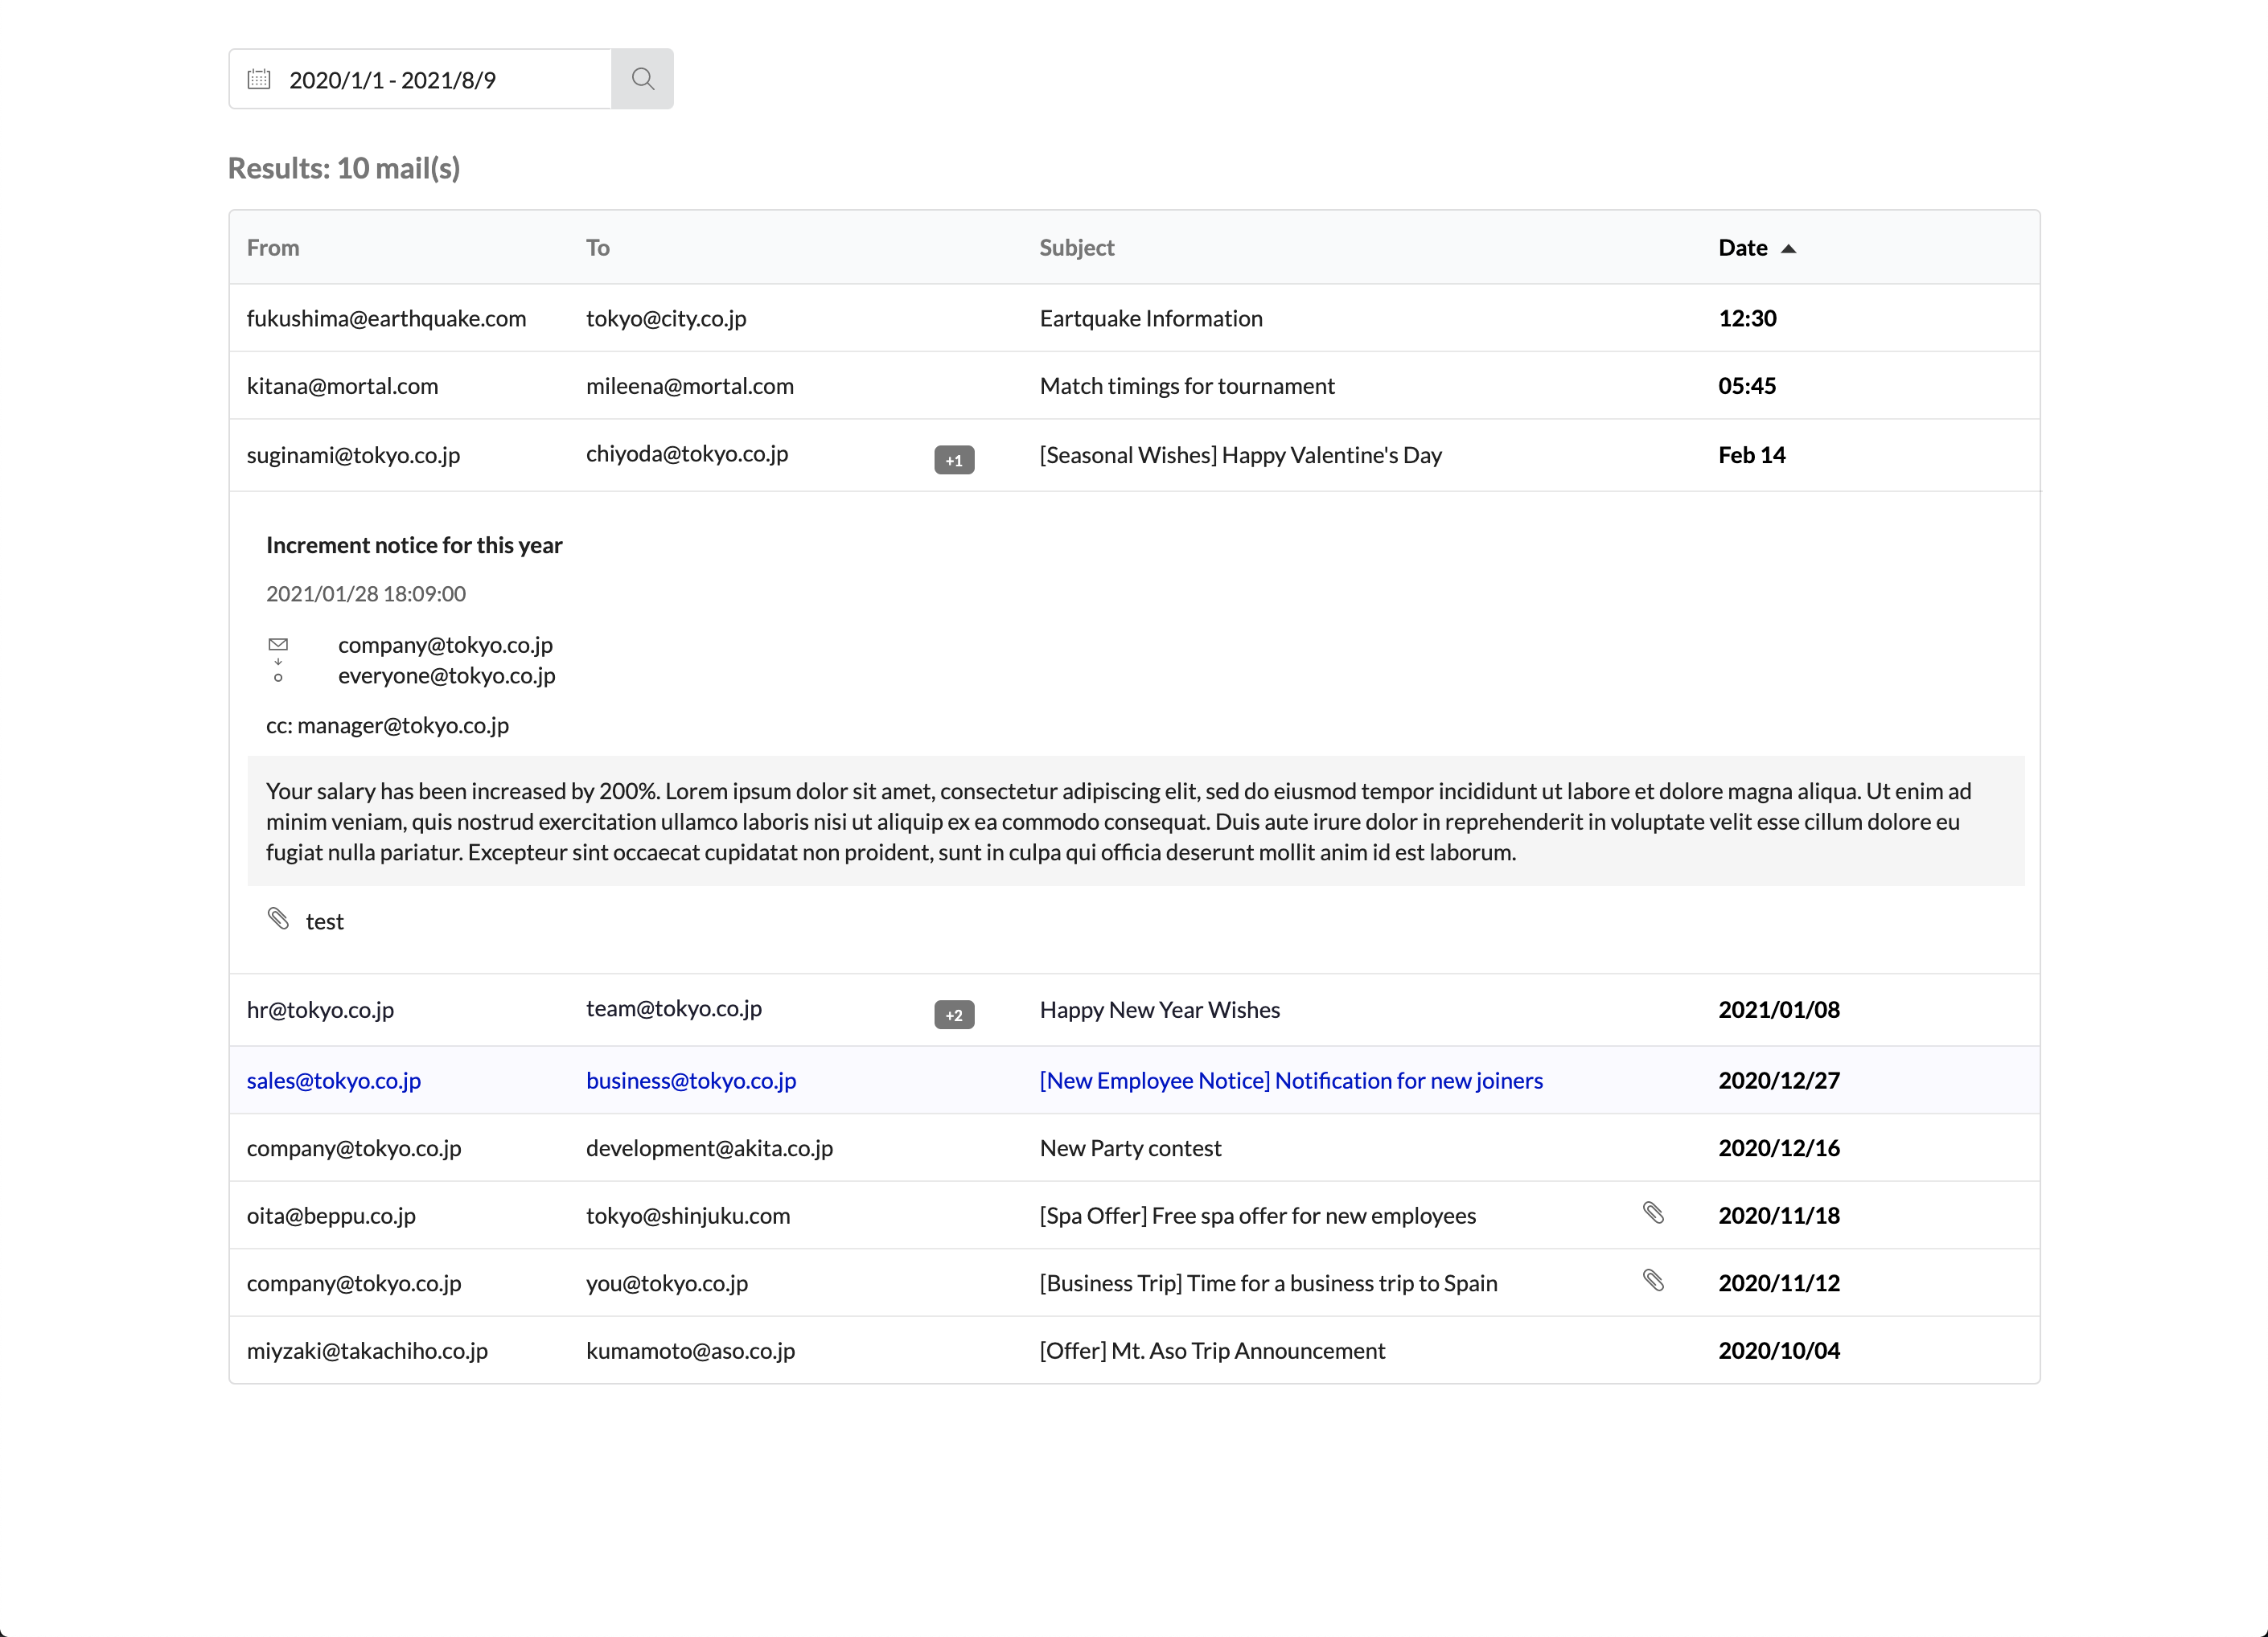 2020/1/1 - 2021/8/9
Results: 10 mail(s)
From To Subject Date
fukushima@earthquake.com tokyo@city.co.jp Eartquake Information 12:30
kitana@mortal.com mileena@mortal.com Match timings for tournament 05:45
suginami@tokyo.co.jp chiyoda@tokyo.co.jp +1 [Seasonal Wishes] Happy Valentine's Day Feb 14
Increment notice for this year
2021/01/28 18:09:00
company@tokyo.co.jp
everyone@tokyo.co.jp
cc: manager@tokyo.co.jp
Your salary has been increased by 200%. Lorem ipsum dolor sit amet, consectetur adipiscing elit, sed do eiusmod tempor incididunt ut labore et dolore magna aliqua. Ut enim ad
minim veniam, quis nostrud exercitation ullamco laboris nisi ut aliquip ex ea commodo consequat. Duis aute irure dolor in reprehenderit in voluptate velit esse cillum dolore eu
fugiat nulla pariatur. Excepteur sint occaecat cupidatat non proident, sunt in culpa qui officia deserunt mollit anim id est laborum.
test
hr@tokyo.co.jp team@tokyo.co.jp +2 Happy New Year Wishes 2021/01/08
sales@tokyo.co.jp business@tokyo.co.jp [New Employee Notice] Notification for new joiners 2020/12/27
company@tokyo.co.jp development@akita.co.jp New Party contest 2020/12/16
oita@beppu.co.jp tokyo@shinjuku.com [Spa Offer] Free spa offer for new employees 2020/11/18
company@tokyo.co.jp you@tokyo.co.jp [Business Trip] Time for a business trip to Spain 2020/11/12
miyzaki@takachiho.co.jp kumamoto@aso.co.jp [Offer] Mt. Aso Trip Announcement 2020/10/04